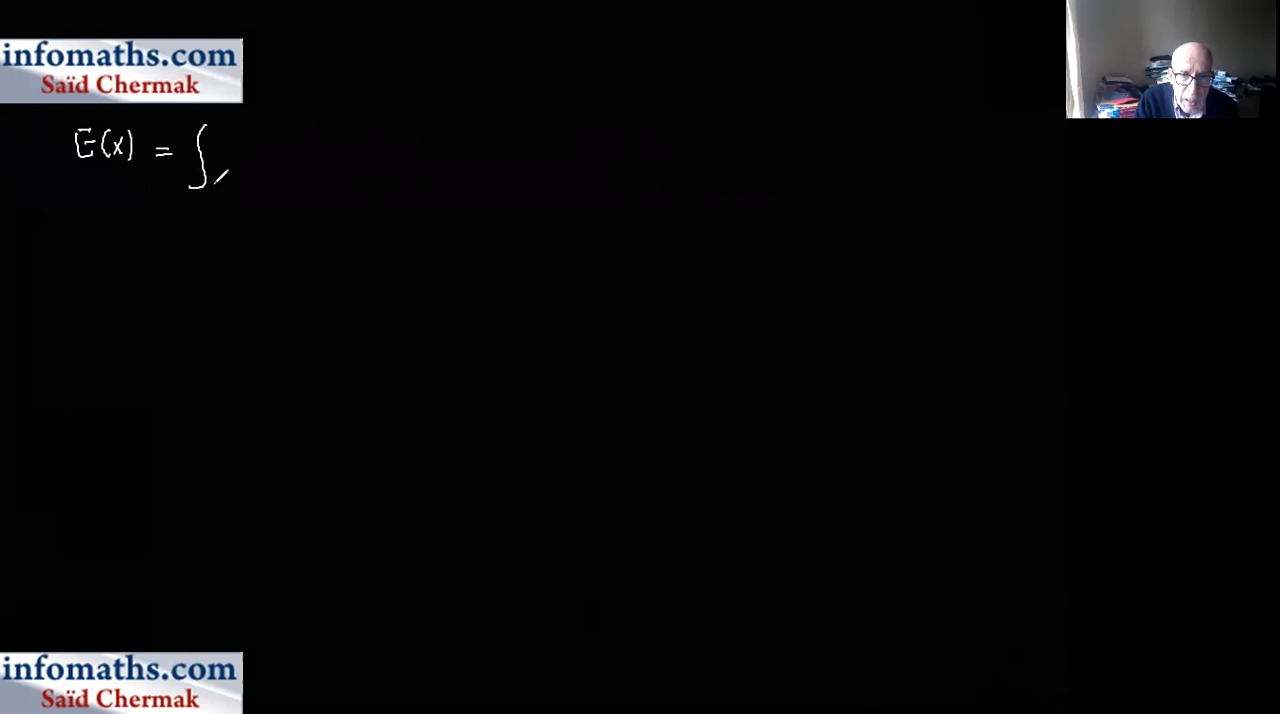 infomaths.com
Saïd Chermak
E(x) = ∫
infomaths.com
Saïd Chermak